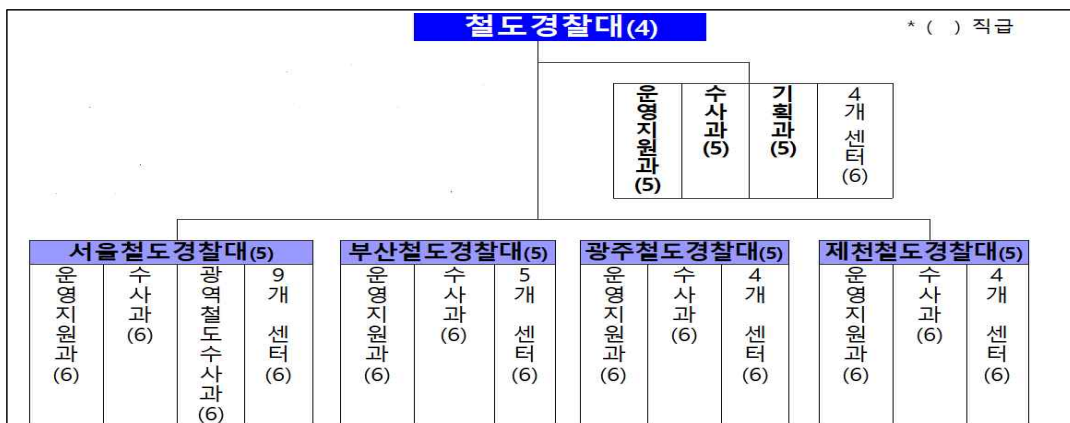 철도경찰대(4)
* ( ) 직급
운영지원과(5)
수사과(5)
기획과(5)
4개 센터(6)
서울철도경찰대(5)
운영지원과(6)
수사과(6)
광역철도수사과(6)
9개 센터(6)
부산철도경찰대(5)
운영지원과(6)
수사과(6)
5개 센터(6)
광주철도경찰대(5)
운영지원과(6)
수사과(6)
4개 센터(6)
제천철도경찰대(5)
운영지원과(6)
수사과(6)
4개 센터(6)